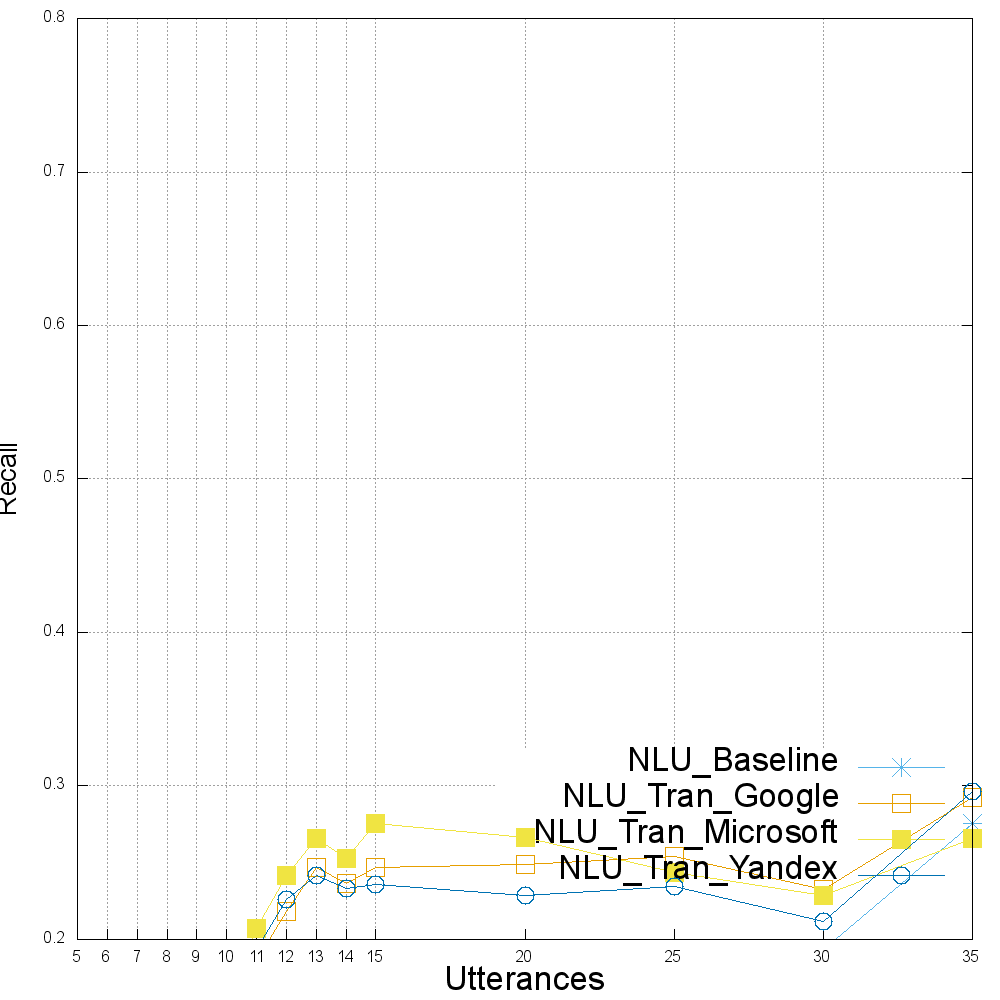 0.8
0.7
0.6
0.5
0.4
0.3
0.2
Recall
NLU_Baseline
NLU_Tran_Google
NLU_Tran_Microsoft
NLU_Tran_Yandex
5 6 7 8 9 10 11 12 13 14 15 20 25 30 35
Utterances